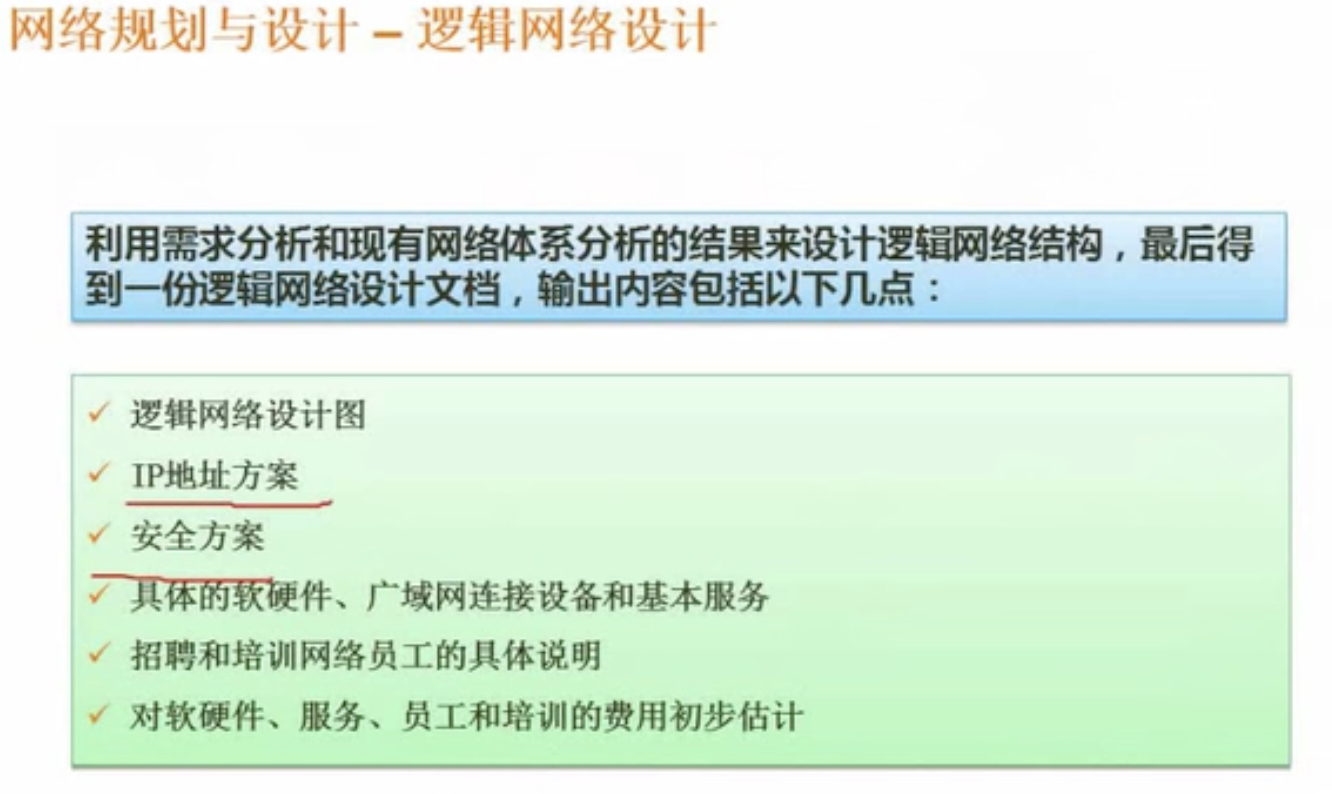 网络规划与设计 – 逻辑网络设计
利用需求分析和现有网络体系分析的结果来设计逻辑网络结构，最后得
到一份逻辑网络设计文档，输出内容包括以下几点：
✓ 逻辑网络设计图
✓ IP地址方案
✓ 安全方案
✓ 具体的软硬件、广域网连接设备和基本服务
✓ 招聘和培训网络员工的具体说明
✓ 对软硬件、服务、员工和培训的费用初步估计